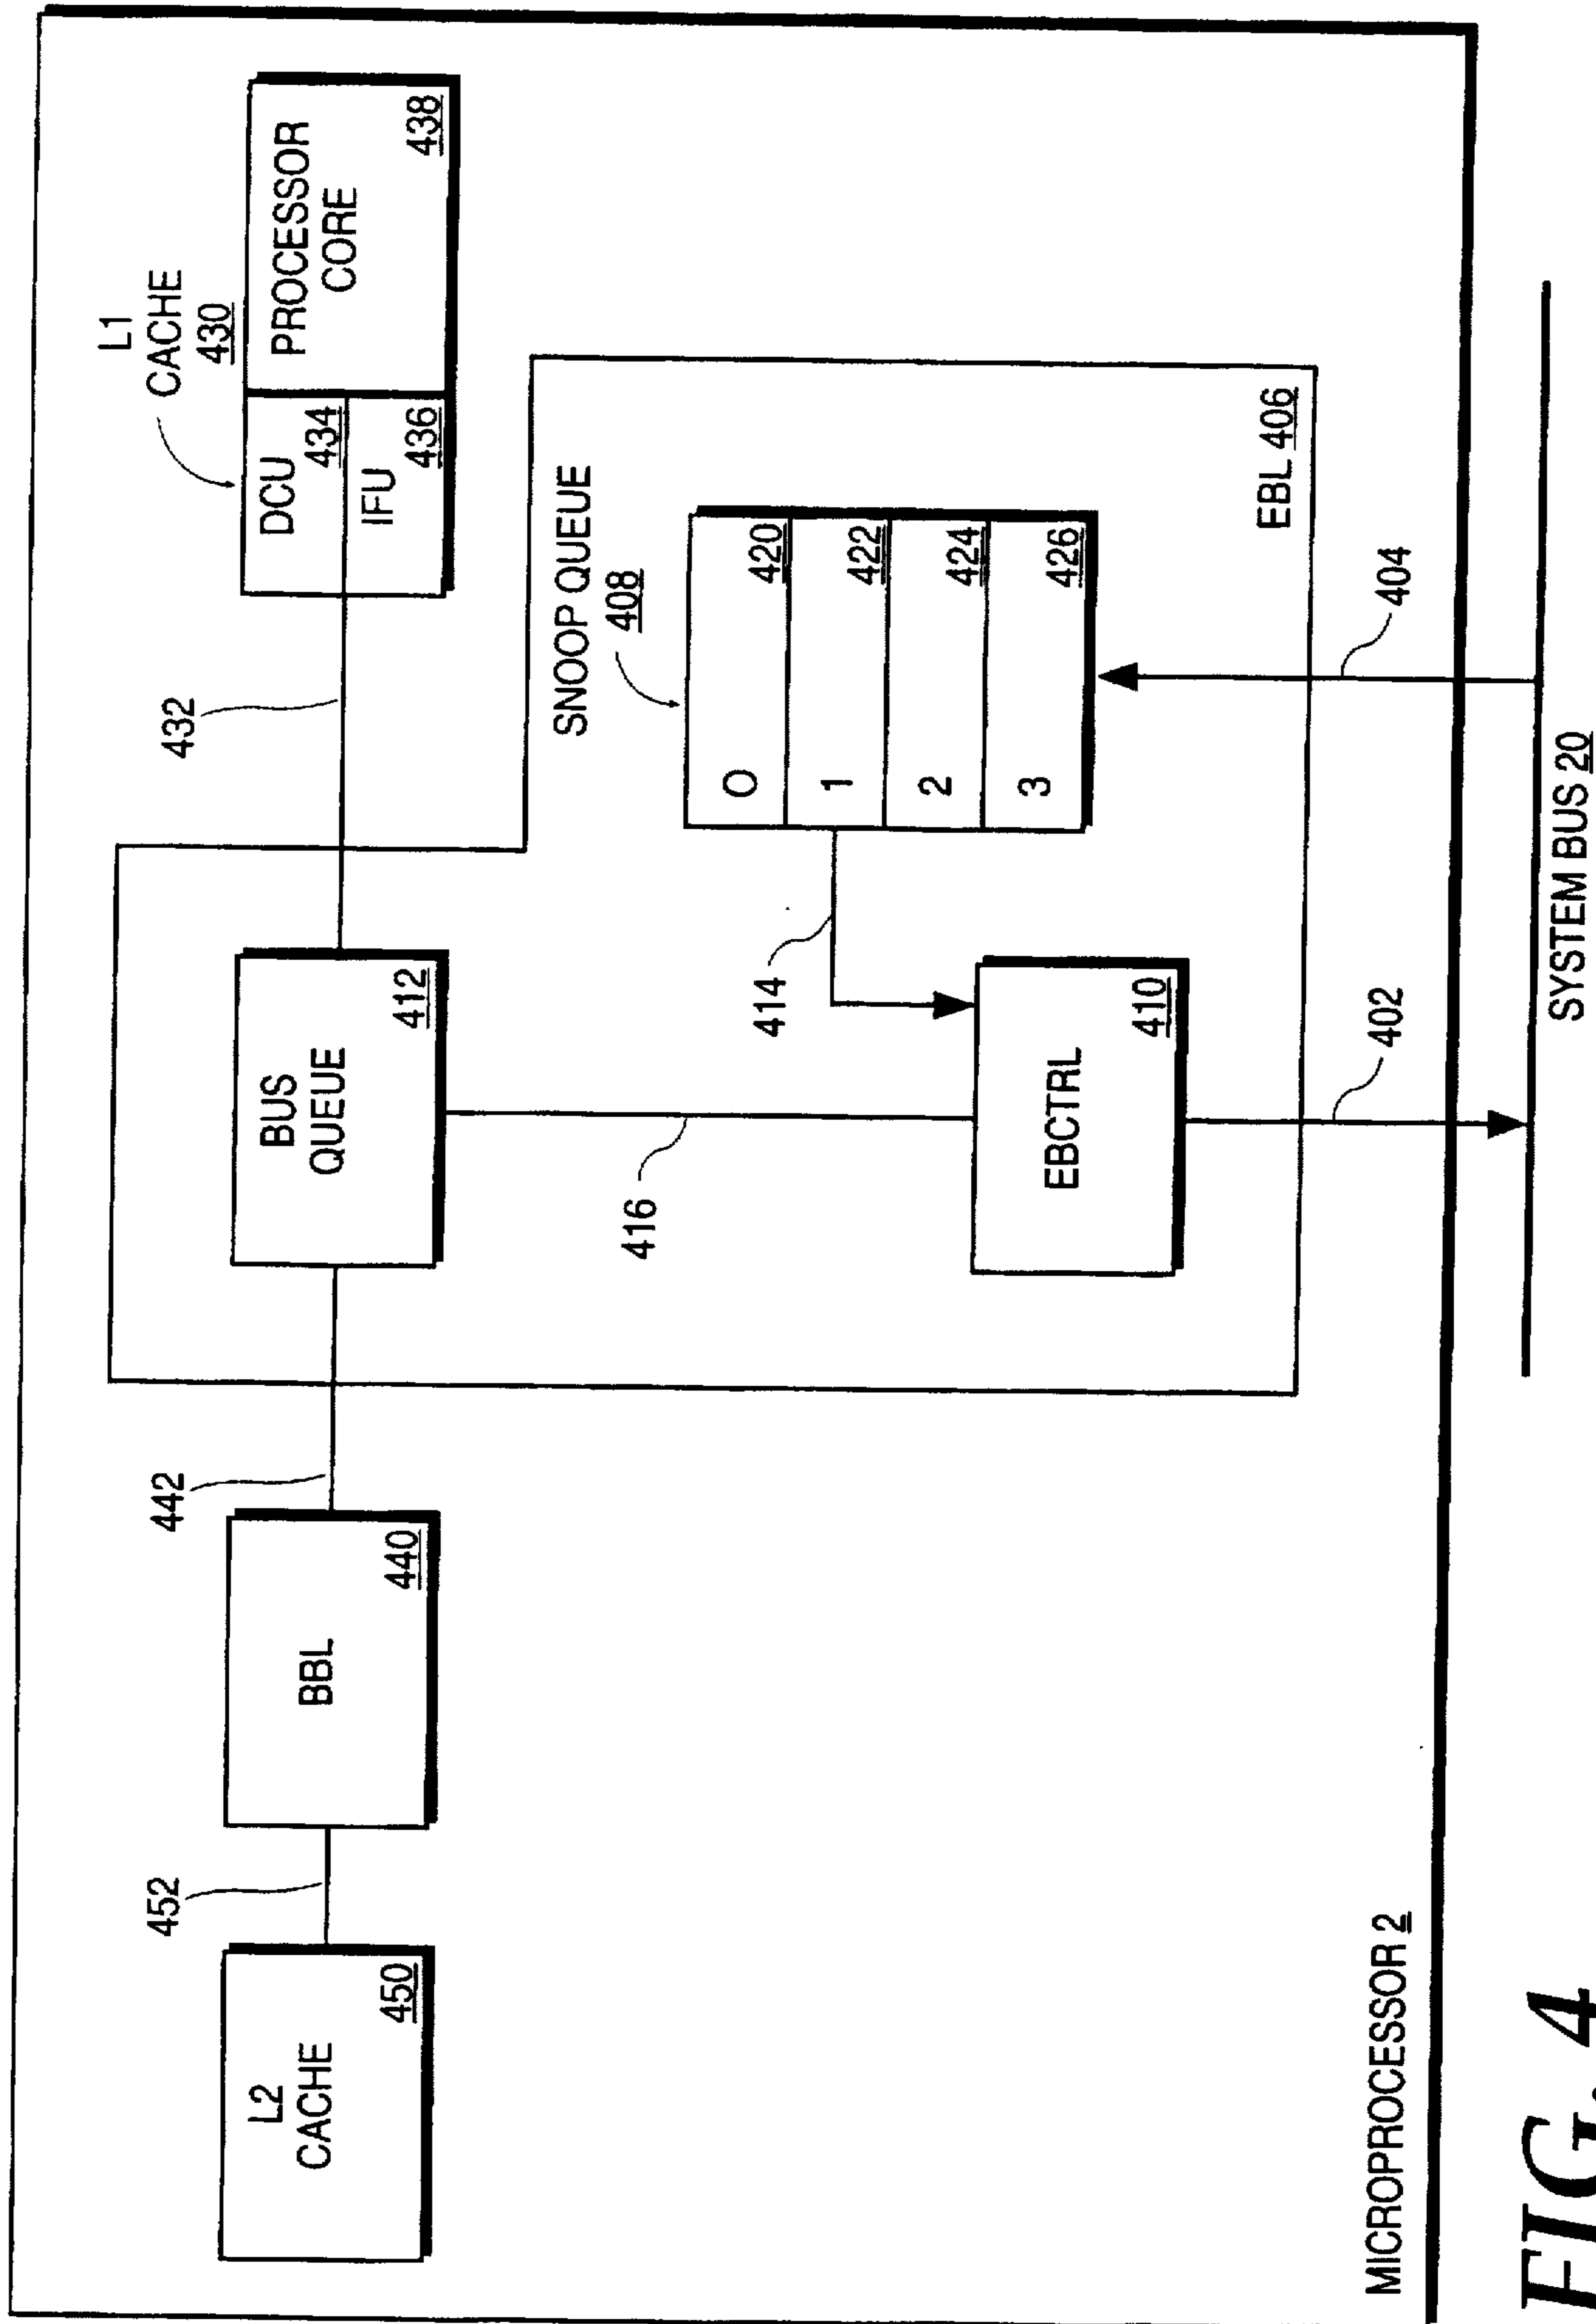 L2
CACHE
450
452
BBL
440
442
BUS
QUEUE
412
432
L1
CACHE
430
DCU
434
IFU
436
PROCESSOR
CORE
438
416
SNOOP QUEUE
408
0
420
1
422
2
424
3
426
414
EBCTRL
410
EBL 406
402
404
MICROPROCESSOR 2
SYSTEM BUS 20
FIG. 4